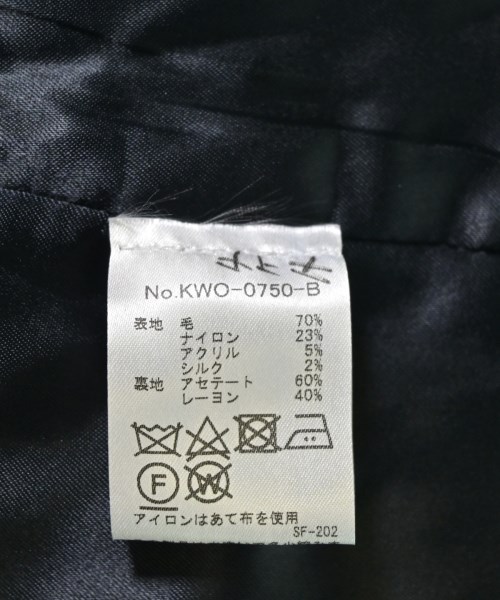 No.KWO-0750-B
表地 毛 70%
ナイロン 23%
アクリル 5%
シルク 2%
裏地 アセテート 60%
レーヨン 40%
F W
アイロンはあて布を使用
SF-202